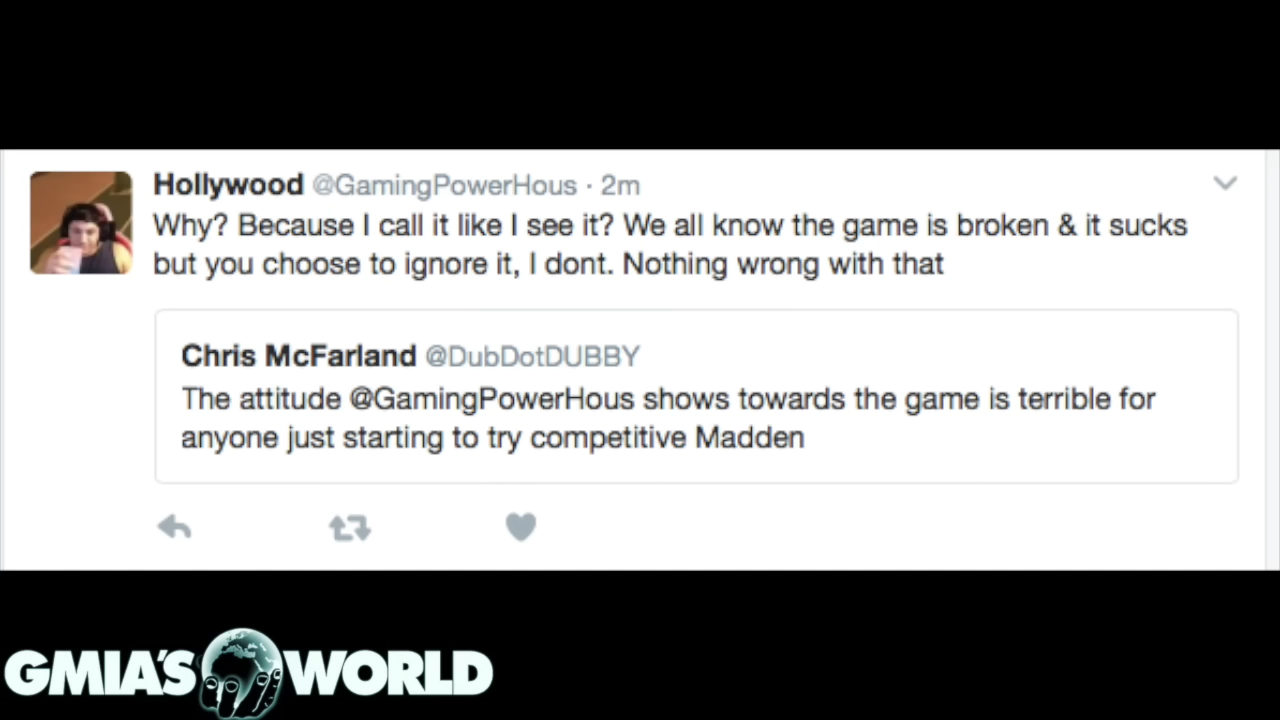 Hollywood @GamingPowerHous · 2m
Why? Because I call it like I see it? We all know the game is broken & it sucks
but you choose to ignore it, I dont. Nothing wrong with that
Chris McFarland @DubDotDUBBY
The attitude @GamingPowerHous shows towards the game is terrible for
anyone just starting to try competitive Madden
GMIA'S WORLD